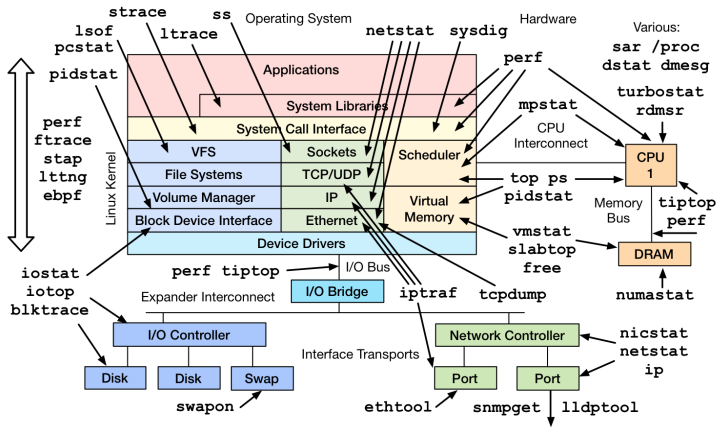 strace
Operating System
Hardware
Various:
lsof
ss
netstat
sysdig
pcstat
ltrace
sar /proc
dstat dmesg
pidstat
perf
Applications
turbostat
rdmsr
System Libraries
mpstat
perf
ftrace
stap
lttng
ebpf
Linux Kernel
System Call Interface
CPU
Interconnect
VFS
Sockets
Scheduler
CPU
1
File Systems
TCP/UDP
top ps
pidstat
Volume Manager
IP
Virtual
Memory
Memory
Bus
tiptop
perf
Block Device Interface
Ethernet
vmstat
slabtop
free
Device Drivers
DRAM
iostat
iotop
blktrace
perf tiptop
I/O Bus
I/O Bridge
iptraf
tcpdump
numastat
Expander Interconnect
I/O Controller
Network Controller
nicstat
netstat
ip
Interface Transports
Disk
Disk
Swap
Port
Port
swapon
ethtool
snmpget
lldptool